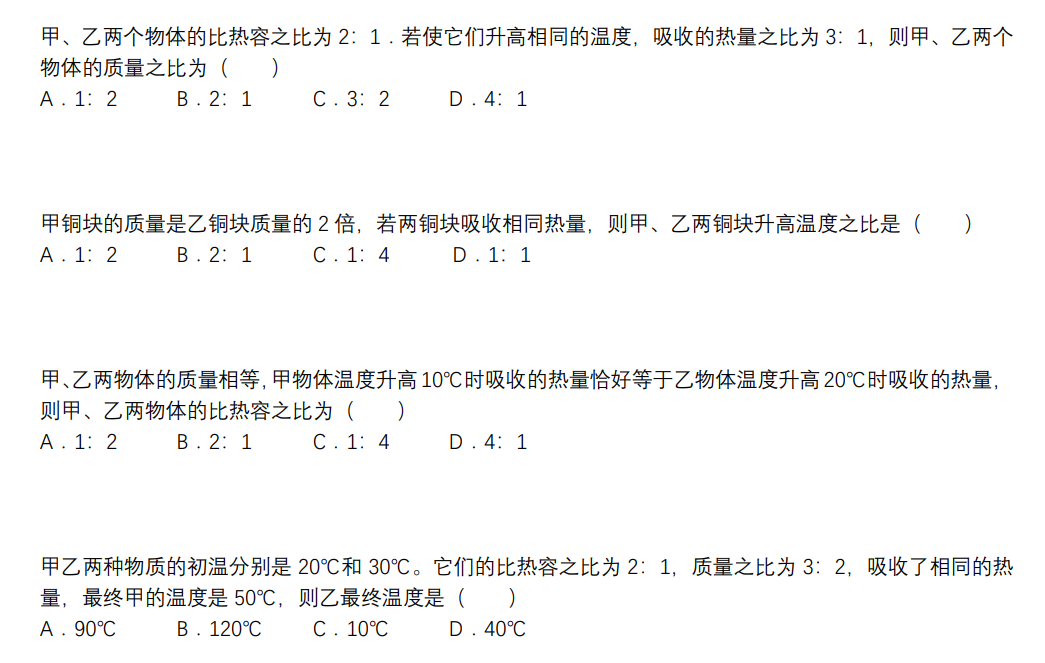 甲、乙两个物体的比热容之比为 2：1．若使它们升高相同的温度，吸收的热量之比为 3：1，则甲、乙两个
物体的质量之比为（　　）
A．1：2　　B．2：1　　C．3：2　　D．4：1
甲铜块的质量是乙铜块质量的 2 倍，若两铜块吸收相同热量，则甲、乙两铜块升高温度之比是（　　）
A．1：2　　B．2：1　　C．1：4　　D．1：1
甲、乙两物体的质量相等，甲物体温度升高 10℃时吸收的热量恰好等于乙物体温度升高 20℃时吸收的热量，
则甲、乙两物体的比热容之比为（　　）
A．1：2　　B．2：1　　C．1：4　　D．4：1
甲乙两种物质的初温分别是 20℃和 30℃。它们的比热容之比为 2：1，质量之比为 3：2，吸收了相同的热
量，最终甲的温度是 50℃，则乙最终温度是（　　）
A．90℃　　B．120℃　　C．10℃　　D．40℃